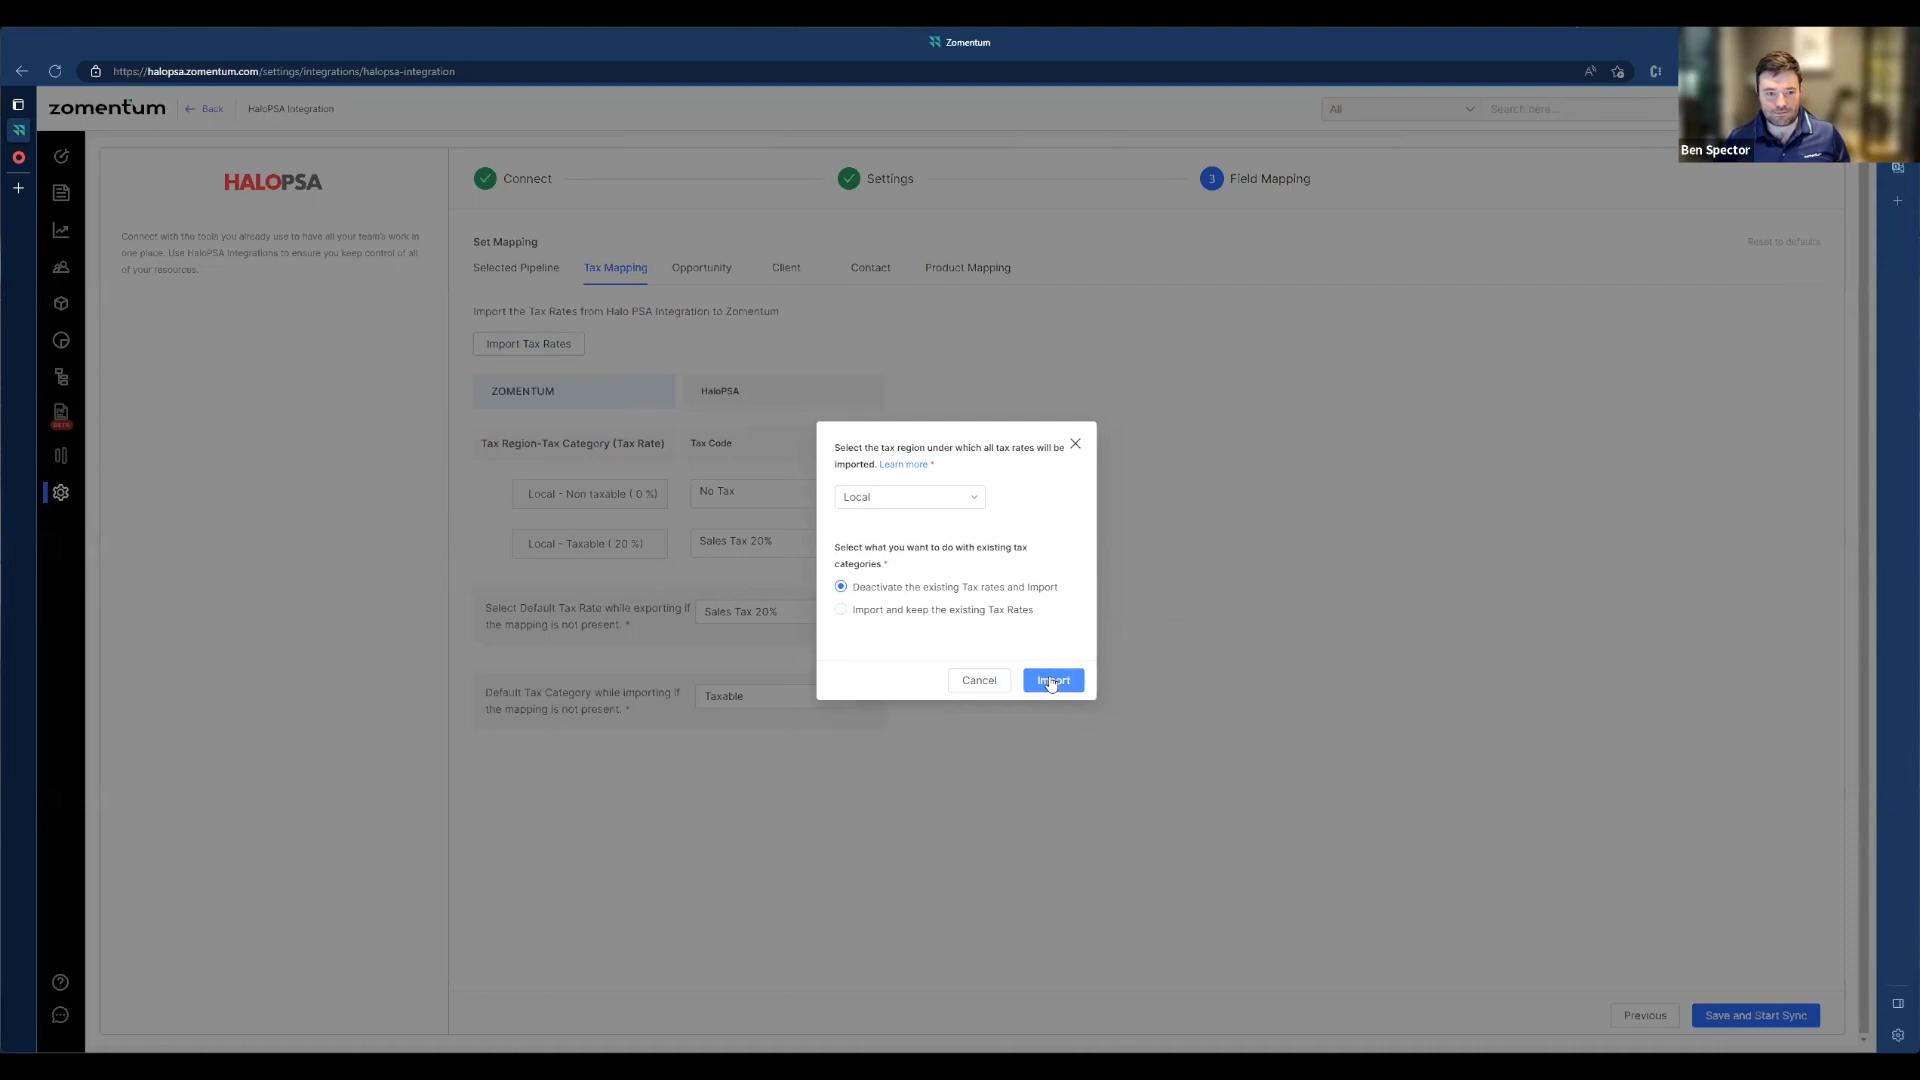 Zomentum
https://halopsa.zomentum.com/settings/integrations/halopsa-integration
Ben Spector
zomentum
Back
HaloPSA Integration
All
Search here...
HALOPSA
Connect with the tools you already use to have all your team's work in
one place. Use HaloPSA Integrations to ensure you keep control of all
of your resources.
Connect
Settings
3 Field Mapping
Set Mapping
Reset to defaults
Selected Pipeline
Tax Mapping
Opportunity
Client
Contact
Product Mapping
Import the Tax Rates from Halo PSA Integration to Zomentum
Import Tax Rates
ZOMENTUM
HaloPSA
Tax Region-Tax Category (Tax Rate)
Tax Code
Local - Non taxable ( 0 %)
No Tax
Local - Taxable ( 20 %)
Sales Tax 20%
Select Default Tax Rate while exporting if
the mapping is not present. *
Sales Tax 20%
Default Tax Category while importing if
the mapping is not present. *
Taxable
Select the tax region under which all tax rates will be
imported. Learn more *
Local
Select what you want to do with existing tax
categories *
Deactivate the existing Tax rates and Import
Import and keep the existing Tax Rates
Cancel
Import
BETA
Previous
Save and Start Sync